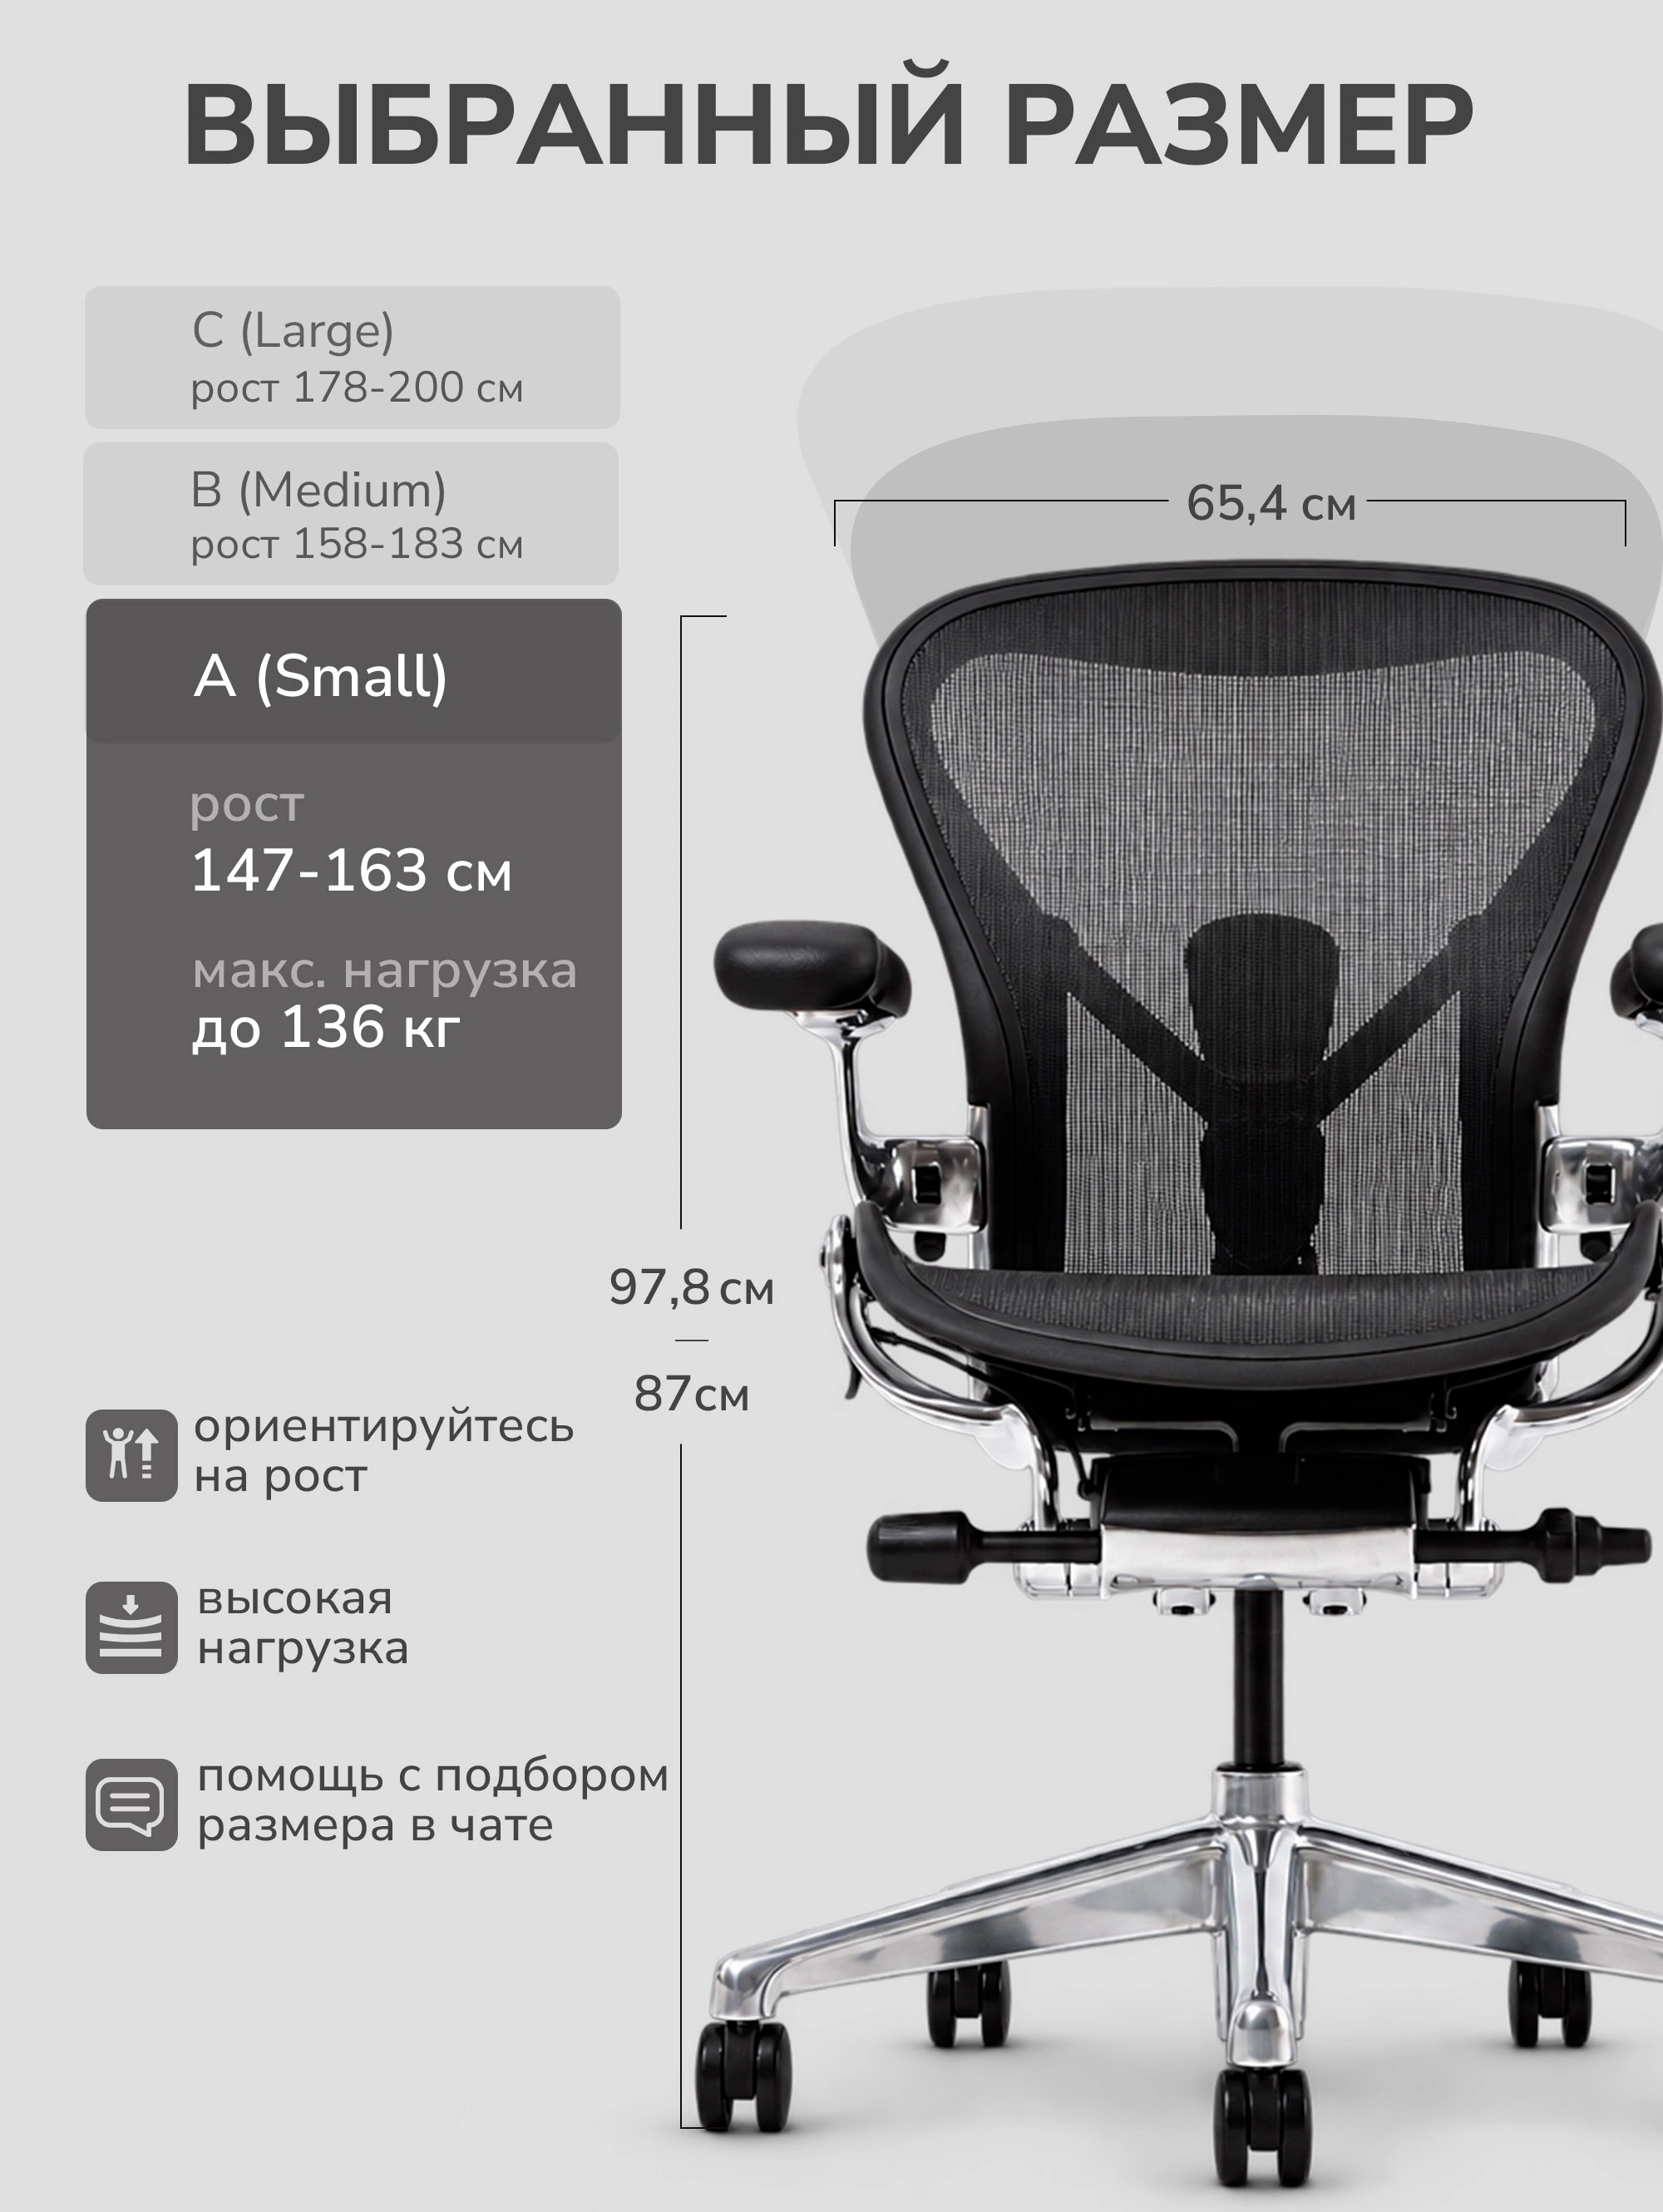 ВЫБРАННЫЙ РАЗМЕР
C (Large)
рост 178-200 см
B (Medium)
рост 158-183 см
A (Small)
рост
147-163 см
макс. нагрузка
до 136 кг
65,4 см
97,8 см
—
87см
ориентируйтесь
на рост
высокая
нагрузка
помощь с подбором
размера в чате